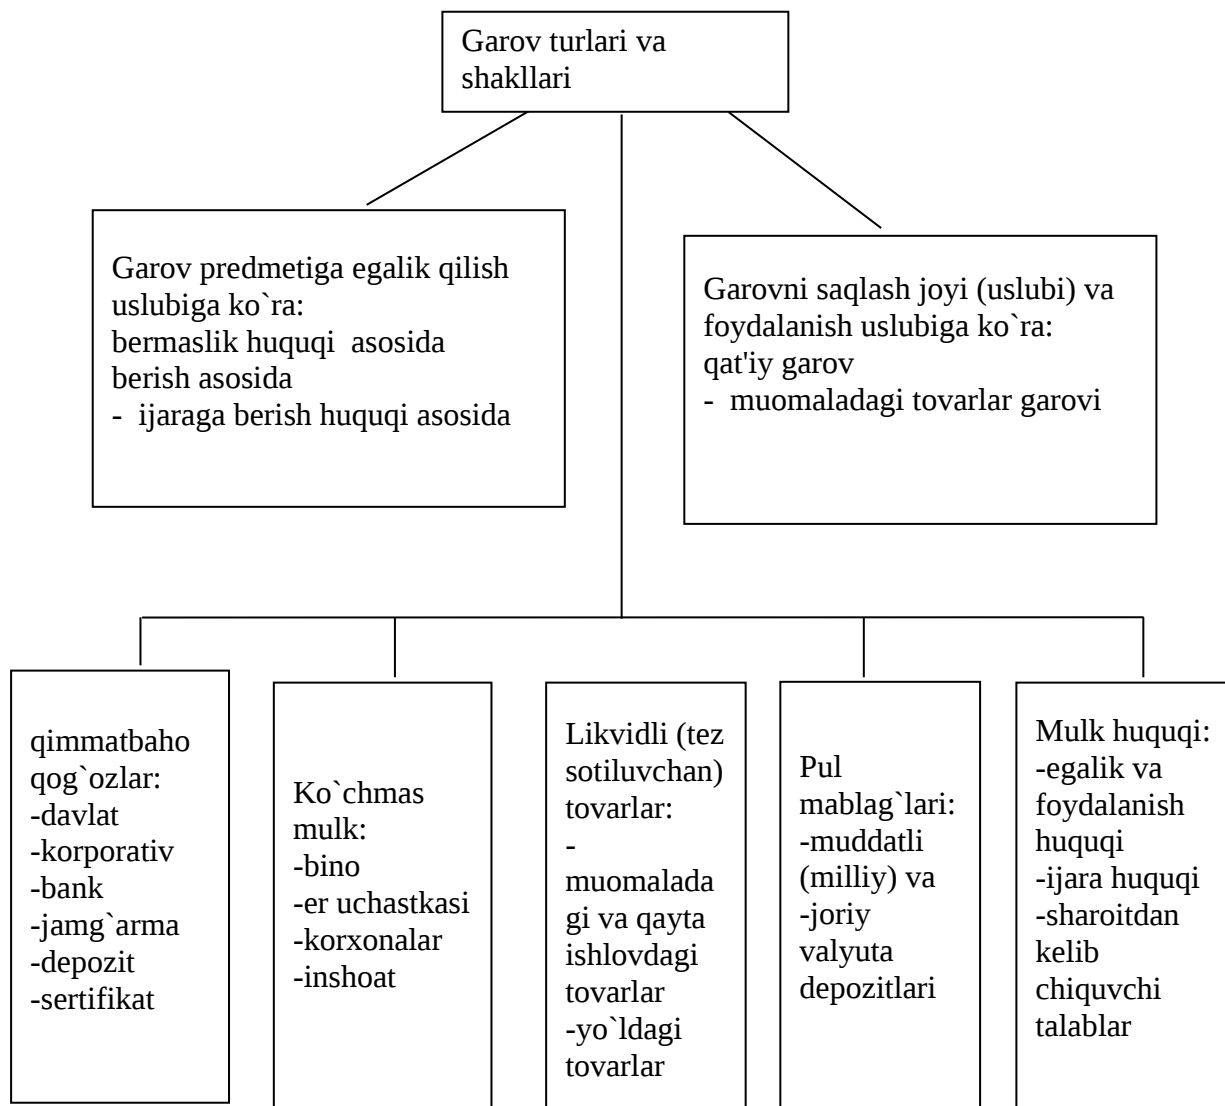 Garov turlari va
shakllari
Garov predmetiga egalik qilish
uslubiga ko`ra:
bermaslik huquqi  asosida
berish asosida
-  ijaraga berish huquqi asosida
Garovni saqlash joyi (uslubi) va
foydalanish uslubiga ko`ra:
qat'iy garov
-  muomaladagi tovarlar garovi
qimmatbaho
qog`ozlar:
-davlat
-korporativ
-bank
-jamg`arma
-depozit
-sertifikat
Ko`chmas
mulk:
-bino
-er uchastkasi
-korxonalar
-inshoat
Likvidli (tez
sotiluvchan)
tovarlar:
-
muomalada
gi va qayta
ishlovdagi
tovarlar
-yo`ldagi
tovarlar
Pul
mablag`lari:
-muddatli
(milliy) va
-joriy
valyuta
depozitlari
Mulk huquqi:
-egalik va
foydalanish
huquqi
-ijara huquqi
-sharoitdan
kelib
chiquvchi
talablar